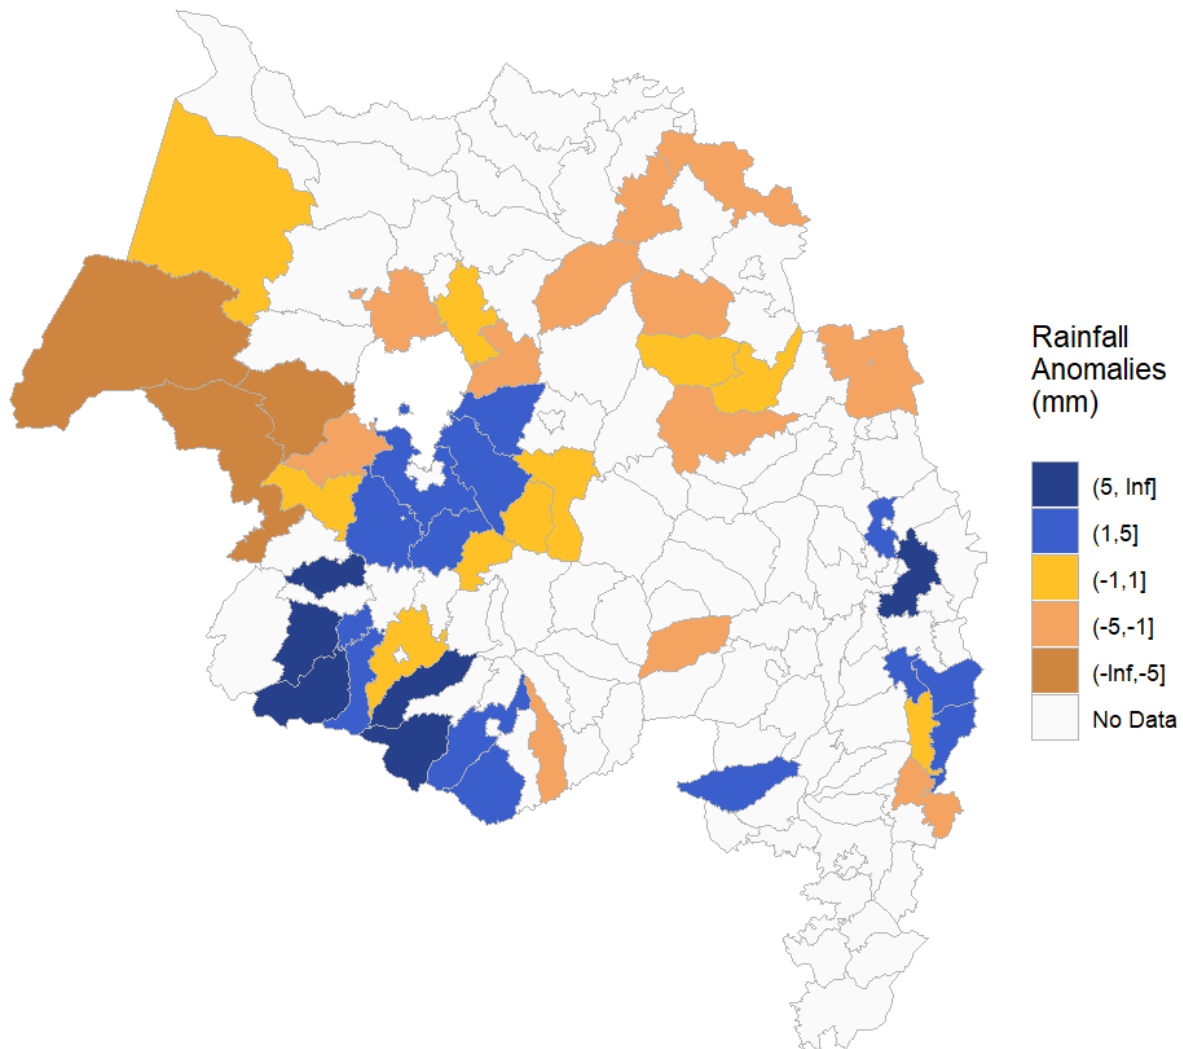 Rainfall
Anomalies
(mm)
(5, Inf]
(1,5]
(-1,1]
(-5,-1]
(-Inf,-5]
No Data